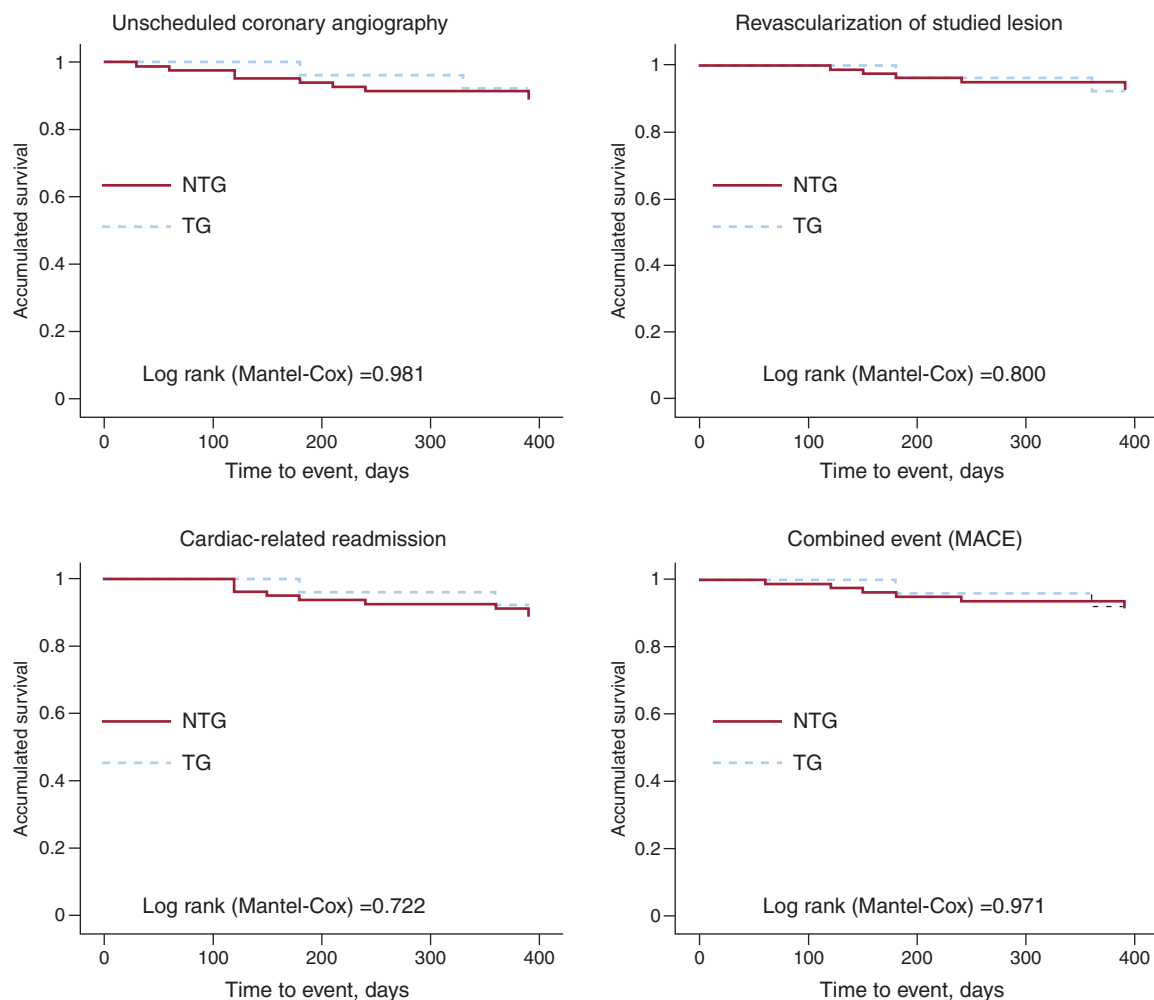 Unscheduled coronary angiography
Accumulated survival
1
0.8
0.6
0.4
0.2
0
NTG
TG
Log rank (Mantel-Cox) =0.981
0 100 200 300 400
Time to event, days
Revascularization of studied lesion
Accumulated survival
1
0.8
0.6
0.4
0.2
0
NTG
TG
Log rank (Mantel-Cox) =0.800
0 100 200 300 400
Time to event, days
Cardiac-related readmission
Accumulated survival
1
0.8
0.6
0.4
0.2
0
NTG
TG
Log rank (Mantel-Cox) =0.722
0 100 200 300 400
Time to event, days
Combined event (MACE)
Accumulated survival
1
0.8
0.6
0.4
0.2
0
NTG
TG
Log rank (Mantel-Cox) =0.971
0 100 200 300 400
Time to event, days